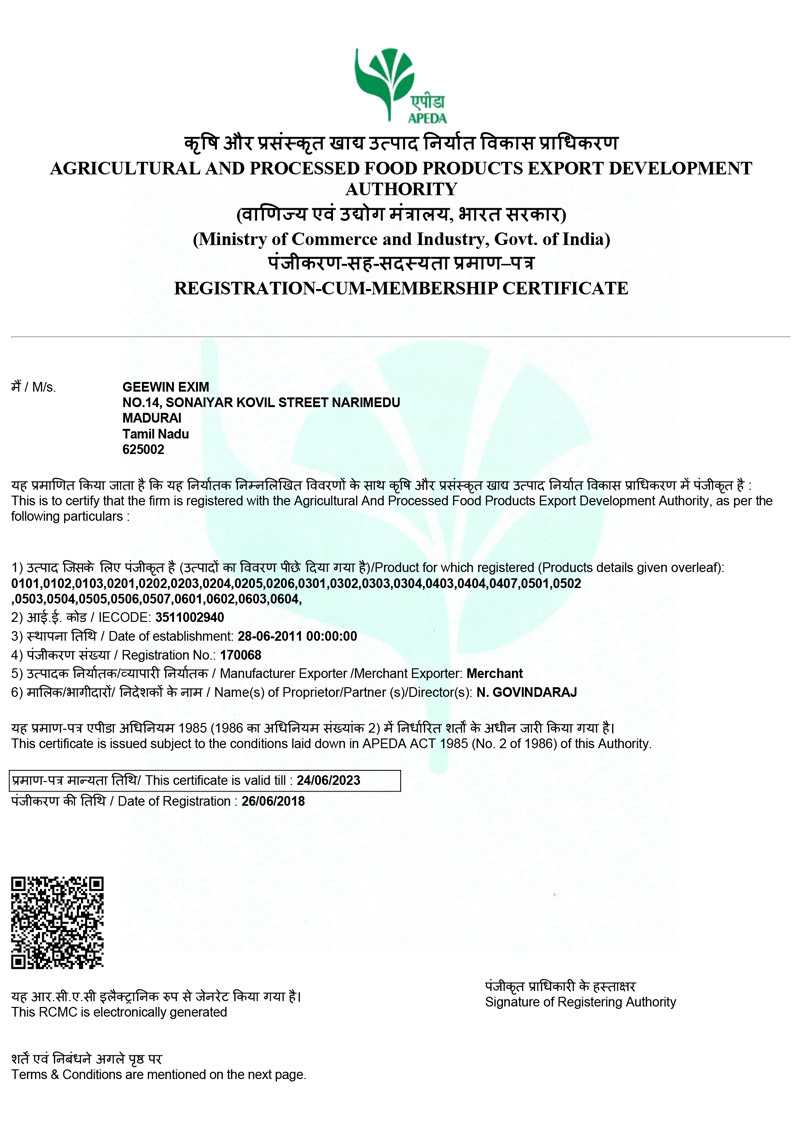 एपीडा
APEDA
कृषि और प्रसंस्कृत खाद्य उत्पाद निर्यात विकास प्राधिकरण
AGRICULTURAL AND PROCESSED FOOD PRODUCTS EXPORT DEVELOPMENT
AUTHORITY
(वाणिज्य एवं उद्योग मंत्रालय, भारत सरकार)
(Ministry of Commerce and Industry, Govt. of India)
पंजीकरण-सह-सदस्यता प्रमाण–पत्र
REGISTRATION-CUM-MEMBERSHIP CERTIFICATE
मैं / M/s. GEEWIN EXIM
NO.14, SONAIYAR KOVIL STREET NARIMEDU
MADURAI
Tamil Nadu
625002
यह प्रमाणित किया जाता है कि यह निर्यातक निम्नलिखित विवरणों के साथ कृषि और प्रसंस्कृत खाद्य उत्पाद निर्यात विकास प्राधिकरण में पंजीकृत है :
This is to certify that the firm is registered with the Agricultural And Processed Food Products Export Development Authority, as per the
following particulars :
1) उत्पाद जिसके लिए पंजीकृत है (उत्पादों का विवरण पीछे दिया गया है)/Product for which registered (Products details given overleaf):
0101,0102,0103,0201,0202,0203,0204,0205,0206,0301,0302,0303,0304,0403,0404,0407,0501,0502
,0503,0504,0505,0506,0507,0601,0602,0603,0604,
2) आई.ई. कोड / IECODE: 3511002940
3) स्थापना तिथि / Date of establishment: 28-06-2011 00:00:00
4) पंजीकरण संख्या / Registration No.: 170068
5) उत्पादक निर्यातक/व्यापारी निर्यातक / Manufacturer Exporter /Merchant Exporter: Merchant
6) मालिक/भागीदारों/ निदेशकों के नाम / Name(s) of Proprietor/Partner (s)/Director(s): N. GOVINDARAJ
यह प्रमाण-पत्र एपीडा अधिनियम 1985 (1986 का अधिनियम संख्यांक 2) में निर्धारित शर्तों के अधीन जारी किया गया है।
This certificate is issued subject to the conditions laid down in APEDA ACT 1985 (No. 2 of 1986) of this Authority.
प्रमाण-पत्र मान्यता तिथि/ This certificate is valid till : 24/06/2023
पंजीकरण की तिथि / Date of Registration : 26/06/2018
पंजीकृत प्राधिकारी के हस्ताक्षर
Signature of Registering Authority
यह आर.सी.ए.सी इलैक्ट्रानिक रुप से जेनरेट किया गया है।
This RCMC is electronically generated
शर्तें एवं निबंधने अगले पृष्ठ पर
Terms & Conditions are mentioned on the next page.